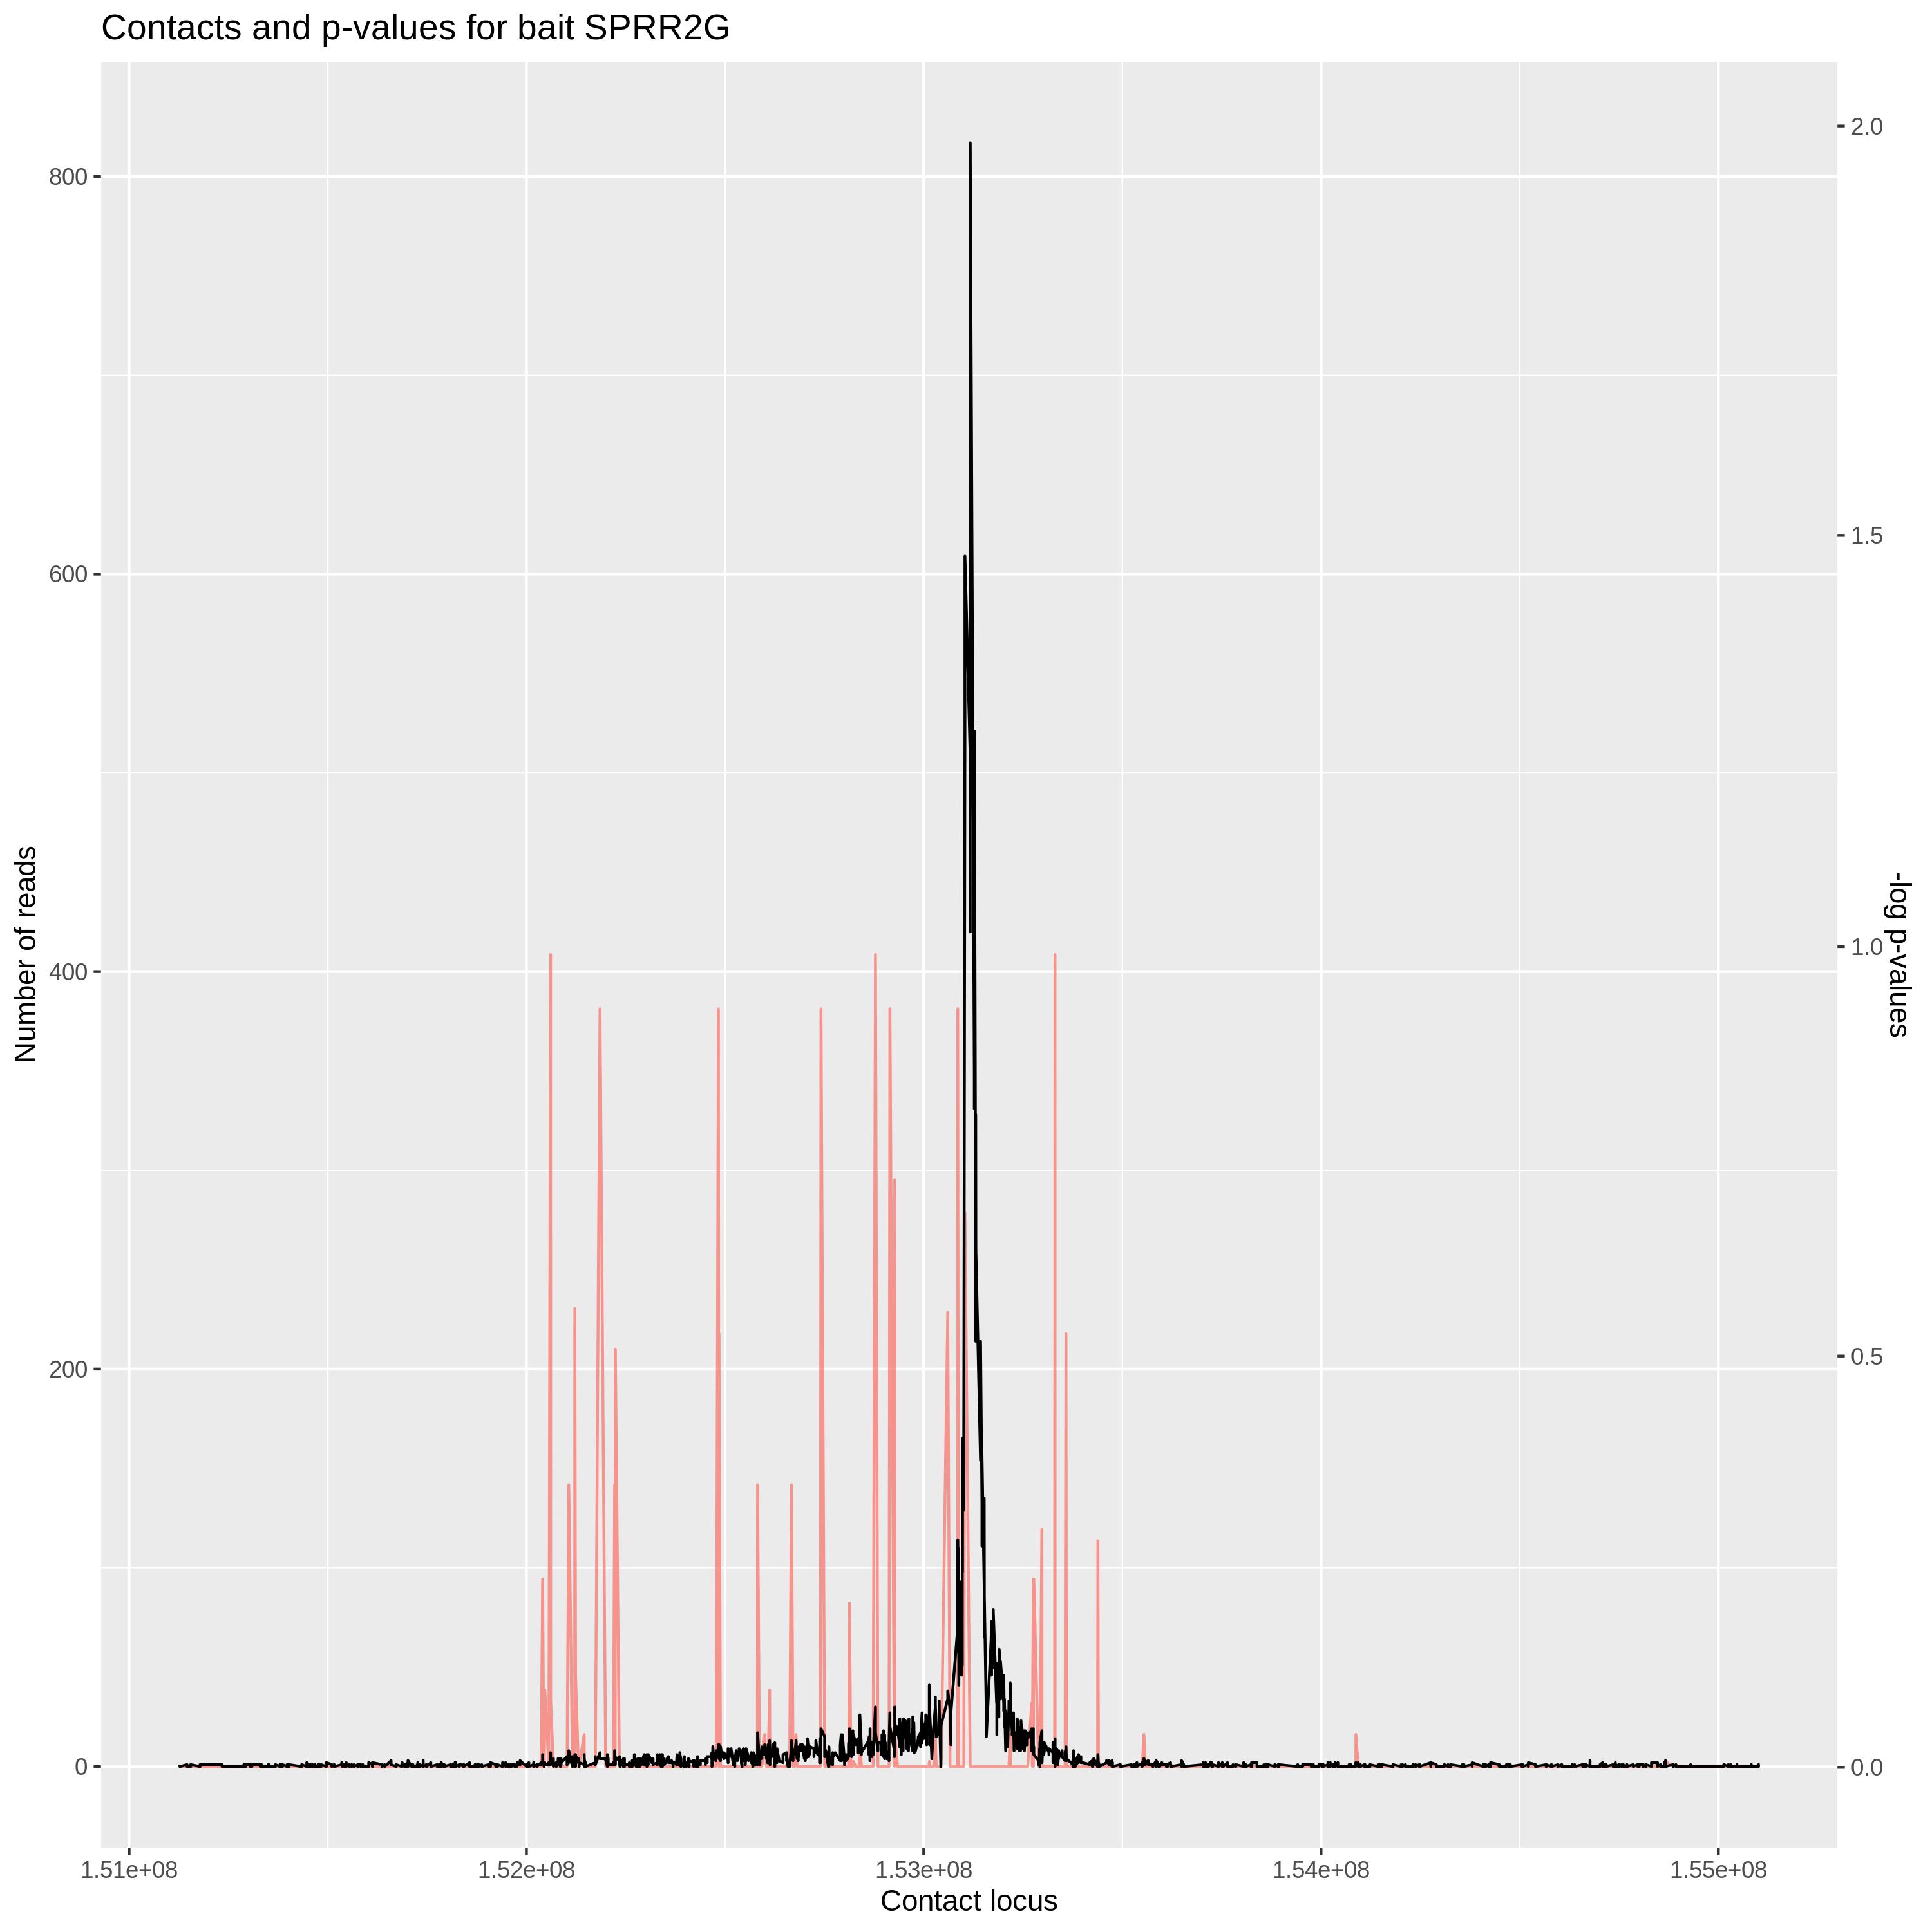 Contacts and p-values for bait SPRR2G
Number of reads
800
600
400
200
0
2.0
1.5
1.0
0.5
0.0
-log p-values
1.51e+08 1.52e+08 1.53e+08 1.54e+08 1.55e+08
Contact locus